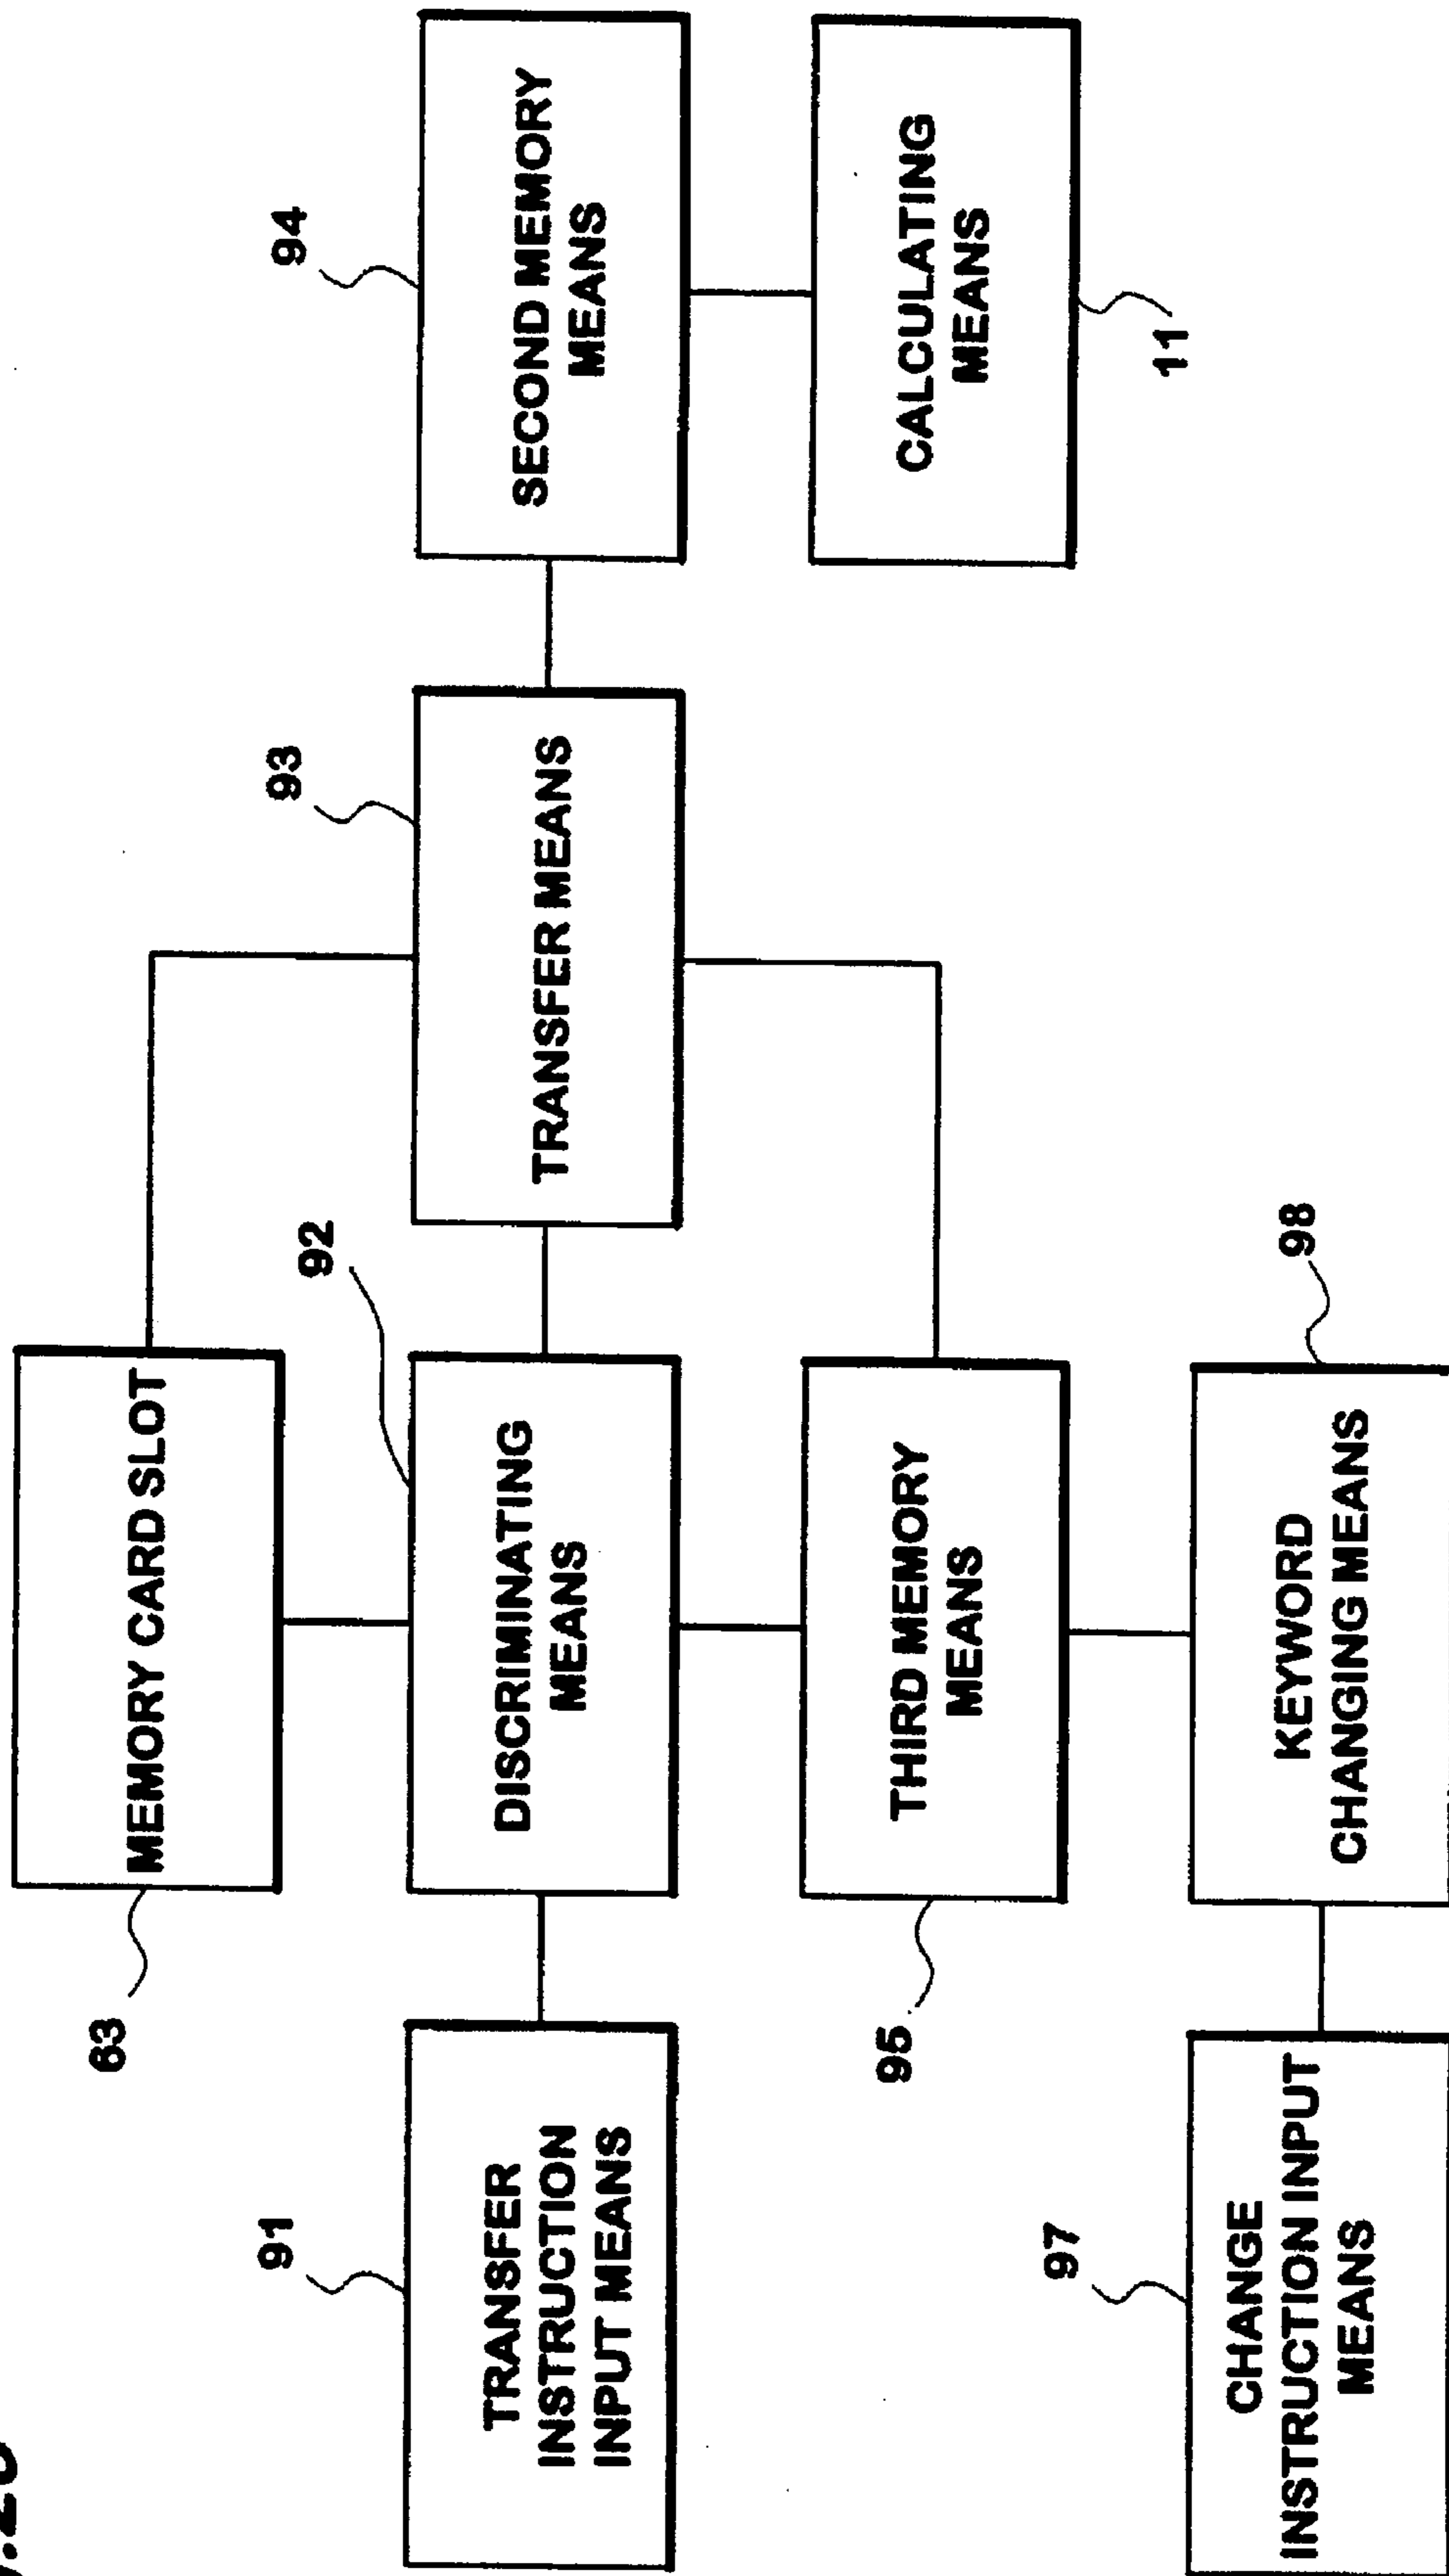 63
MEMORY CARD SLOT
91
92
93
94
TRANSFER
INSTRUCTION
INPUT MEANS
DISCRIMINATING
MEANS
TRANSFER MEANS
SECOND MEMORY
MEANS
95
THIRD MEMORY
MEANS
CALCULATING
MEANS
11
97
98
CHANGE
INSTRUCTION INPUT
MEANS
KEYWORD
CHANGING MEANS